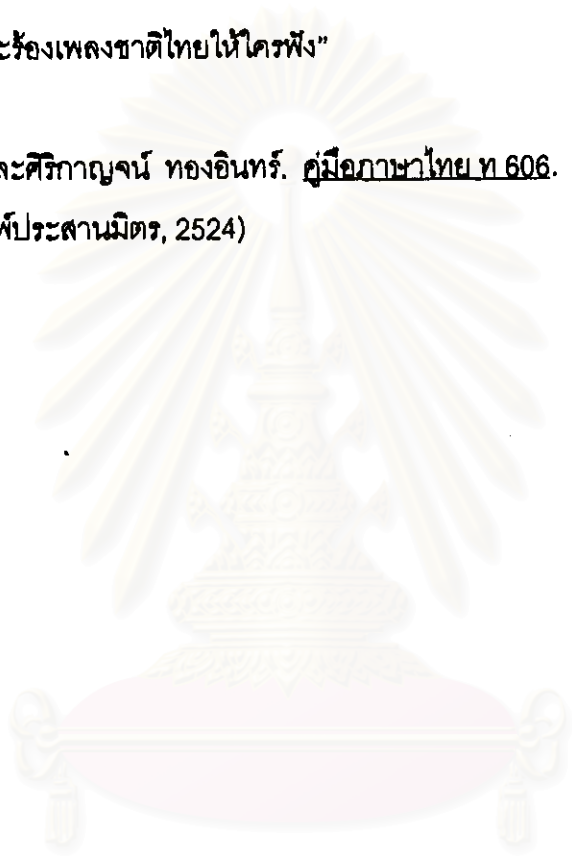 ะร้องเพลงชาติไทยให้ใครฟัง”
ละศิริกาญจน์ ทองอินทร์. คู่มือภาษาไทย ท 606.
พ์ประสานมิตร, 2524)